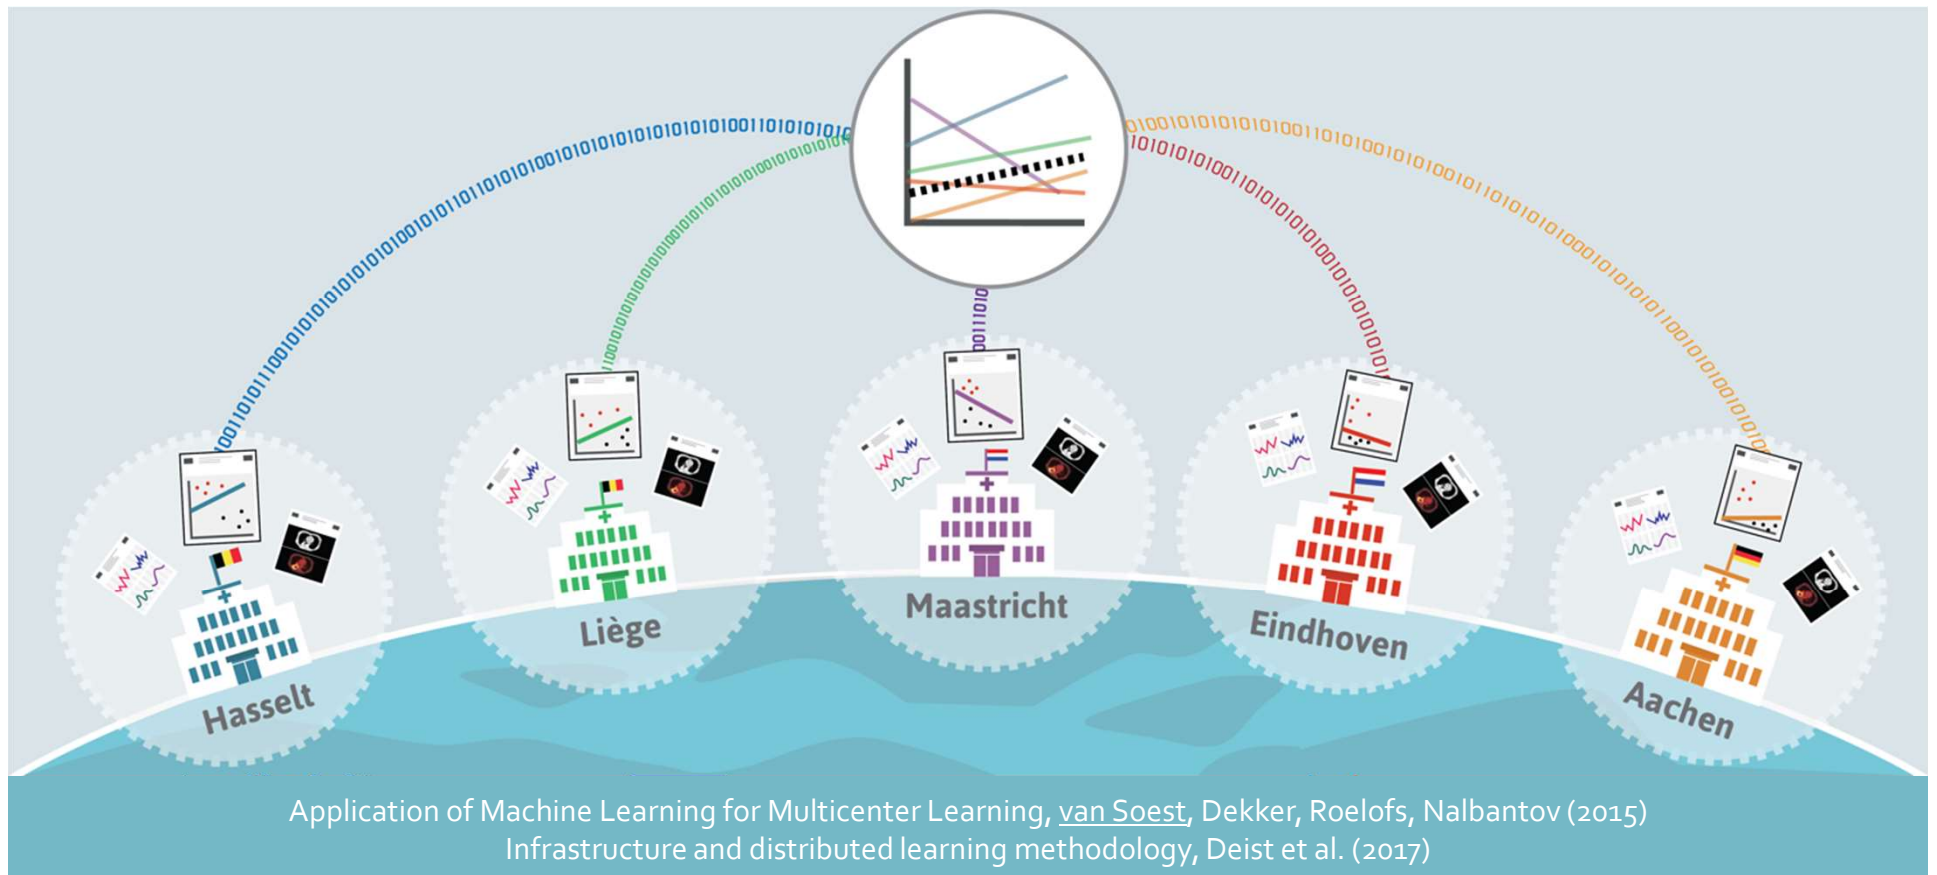 Hasselt
Liège
Maastricht
Eindhoven
Aachen
Application of Machine Learning for Multicenter Learning, van Soest, Dekker, Roelofs, Nalbantov (2015)
Infrastructure and distributed learning methodology, Deist et al. (2017)